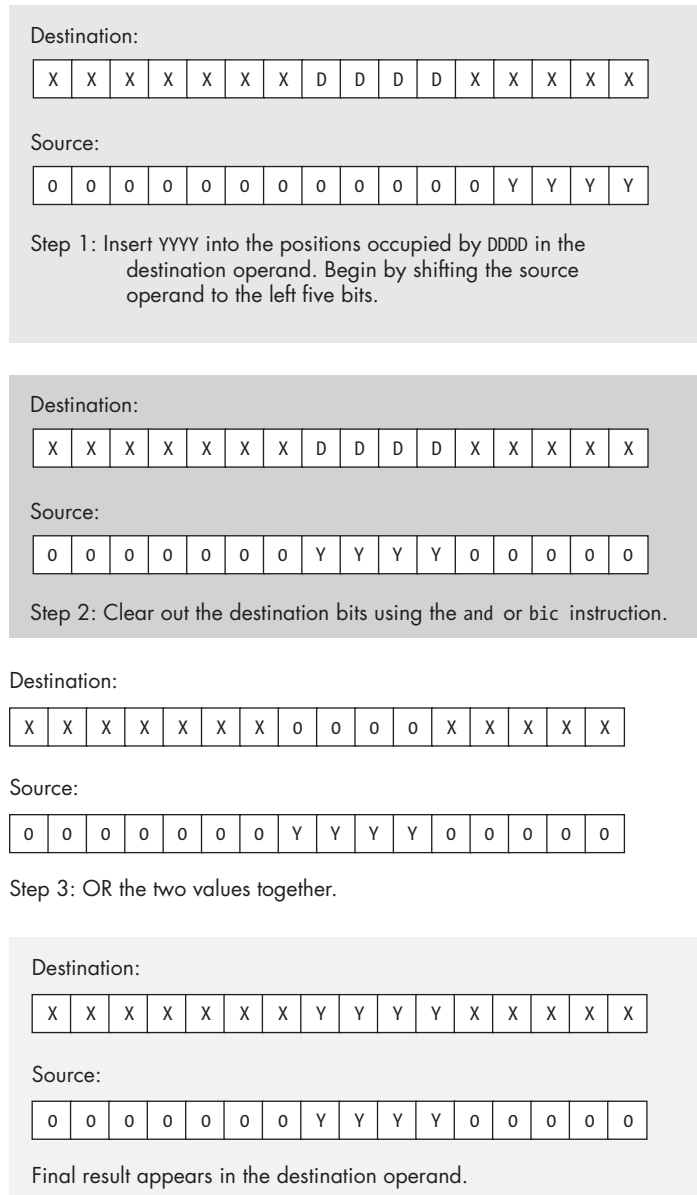 Destination:
X X X X X X X D D D D X X X X X
Source:
0 0 0 0 0 0 0 0 0 0 0 0 Y Y Y Y
Step 1: Insert YYYY into the positions occupied by DDDD in the
destination operand. Begin by shifting the source
operand to the left five bits.
Destination:
X X X X X X X D D D D X X X X X
Source:
0 0 0 0 0 0 0 Y Y Y Y 0 0 0 0 0
Step 2: Clear out the destination bits using the and or bic instruction.
Destination:
X X X X X X X 0 0 0 0 X X X X X
Source:
0 0 0 0 0 0 0 Y Y Y Y 0 0 0 0 0
Step 3: OR the two values together.
Destination:
X X X X X X X Y Y Y Y X X X X X
Source:
0 0 0 0 0 0 0 Y Y Y Y 0 0 0 0 0
Final result appears in the destination operand.